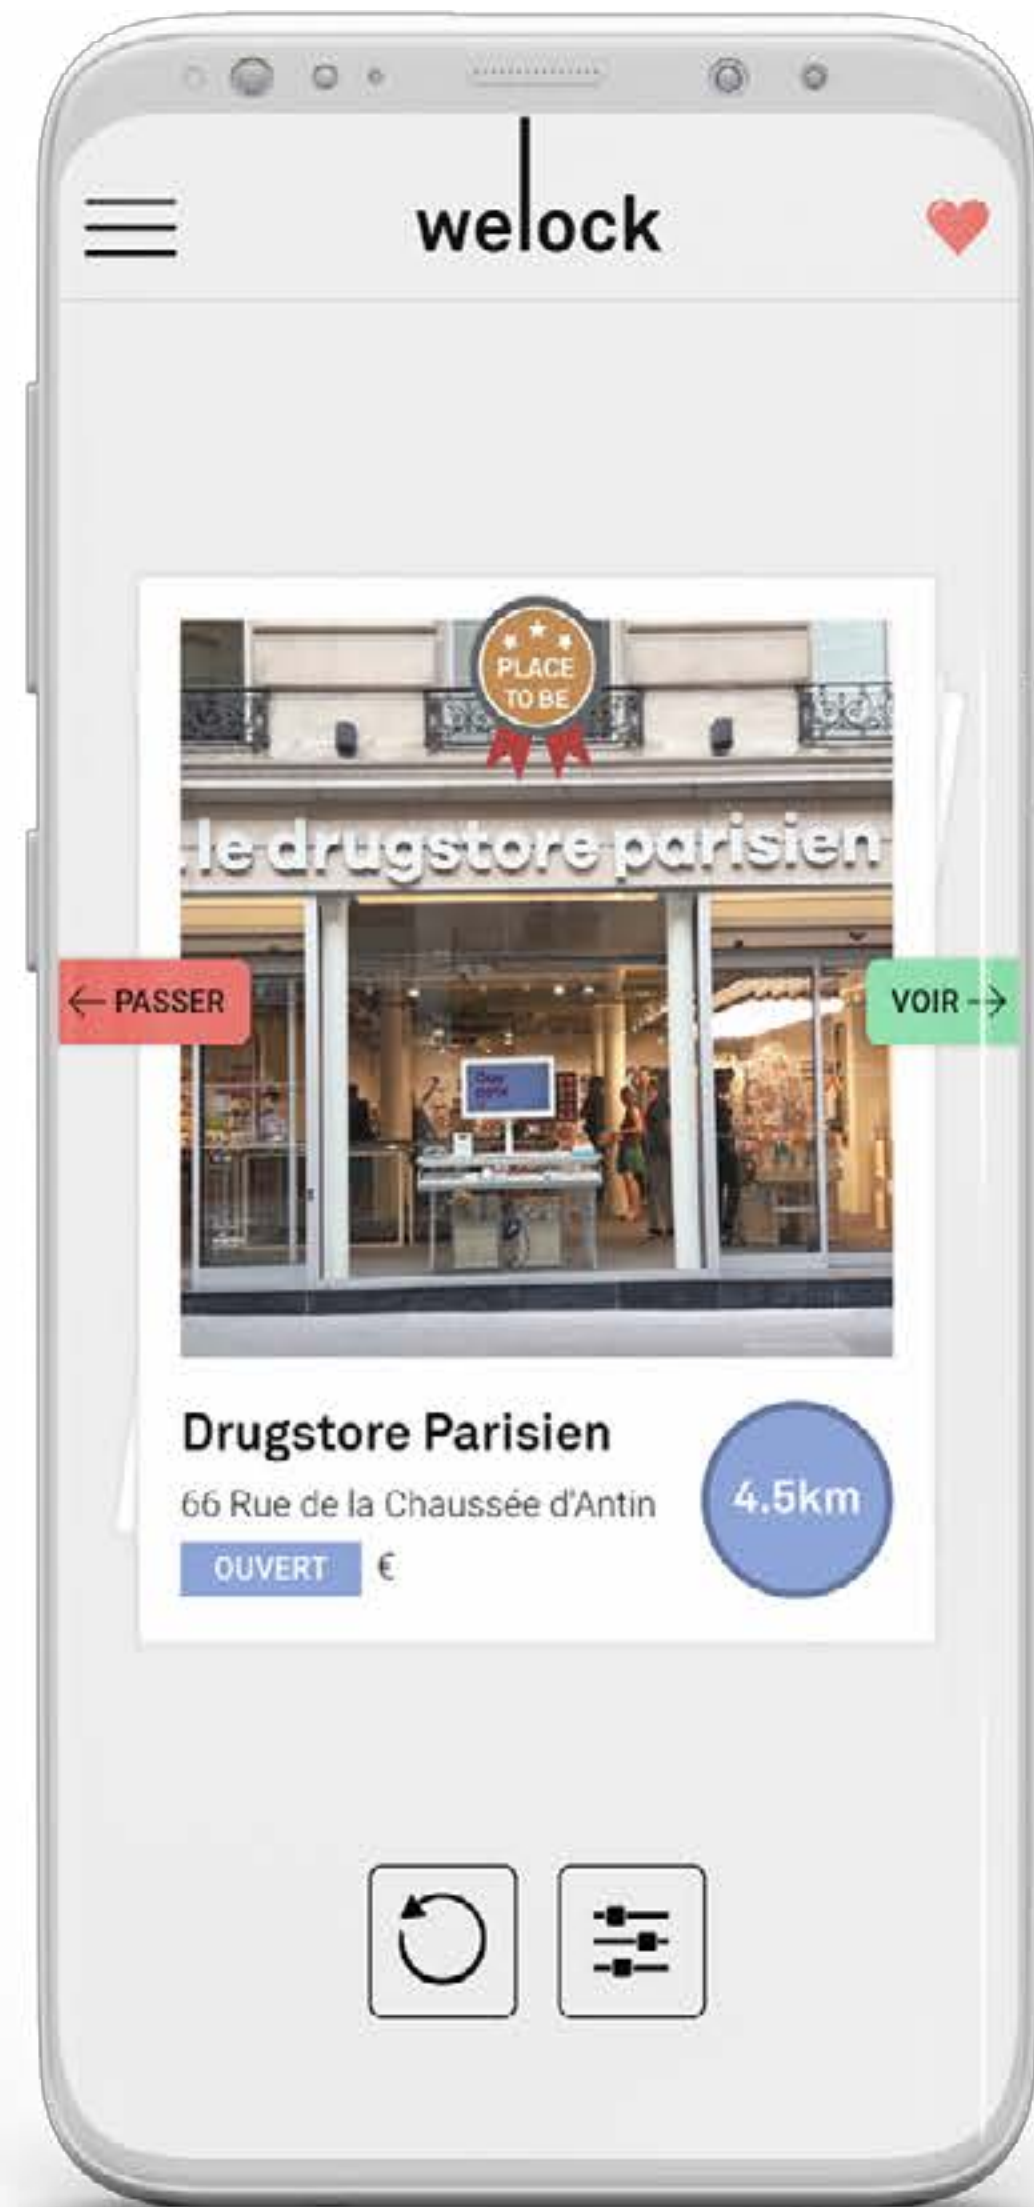 welock
PLACE
TO BE
le drugstore parisien
← PASSER
VOIR →
Drugstore Parisien
66 Rue de la Chaussée d'Antin
4.5km
OUVERT €